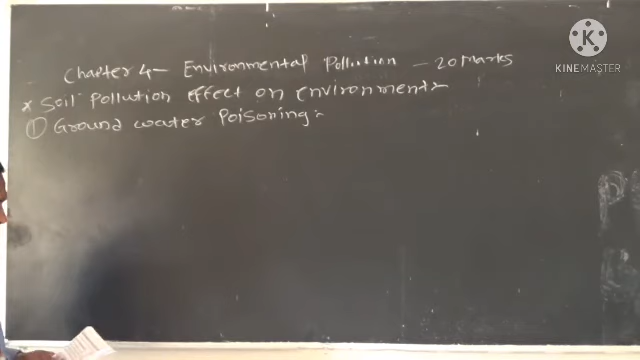 Chapter 4 - Environmental Pollution - 20 Marks
* Soil Pollution effect on environment :-
① Ground water Poisoning :-
K
KINEMASTER
P